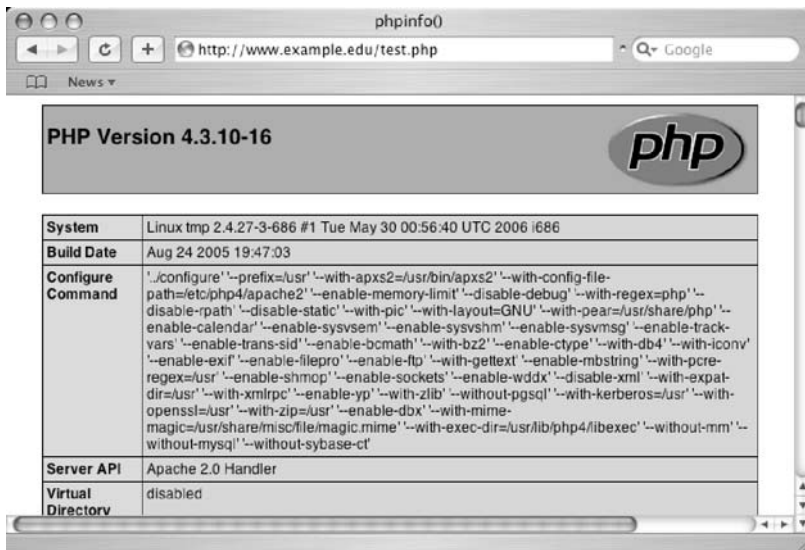 phpinfo()
http://www.example.edu/test.php
Google
News
PHP Version 4.3.10-16
php
System
Linux tmp 2.4.27-3-686 #1 Tue May 30 00:56:40 UTC 2006 i686
Build Date
Aug 24 2005 19:47:03
Configure
Command
'../configure' '--prefix=/usr' '--with-apxs2=/usr/bin/apxs2' '--with-config-file-
path=/etc/php4/apache2' '--enable-memory-limit' '--disable-debug' '--with-regex=php' '--
disable-rpath' '--disable-static' '--with-pic' '--with-layout=GNU' '--with-pear=/usr/share/php' '--
enable-calendar' '--enable-sysvsem' '--enable-sysvshm' '--enable-sysvmsg' '--enable-track-
vars' '--enable-trans-sid' '--enable-bcmath' '--with-bz2' '--enable-ctype' '--with-db4' '--with-iconv'
'--enable-exif' '--enable-filepro' '--enable-ftp' '--with-gettext' '--enable-mbstring' '--with-pcre-
regex=/usr' '--enable-shmop' '--enable-sockets' '--enable-wddx' '--disable-xml' '--with-expat-
dir=/usr' '--with-xmlrpc' '--enable-yp' '--with-zlib' '--without-pgsql' '--with-kerberos=/usr' '--with-
openssl=/usr' '--with-zip=/usr' '--enable-dbx' '--with-mime-
magic=/usr/share/misc/file/magic.mime' '--with-exec-dir=/usr/lib/php4/libexec' '--without-mm' '--
without-mysql' '--without-sybase-ct'
Server API
Apache 2.0 Handler
Virtual
Directory
disabled